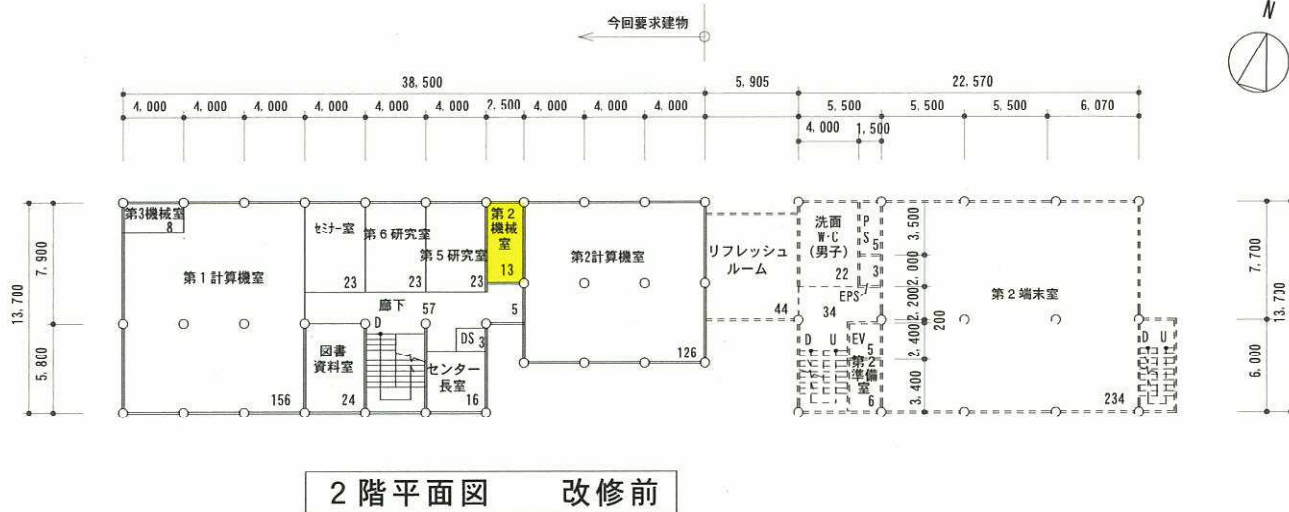 今回要求建物
N
38,500
5,905
22,570
4,000 4,000 4,000 4,000 4,000 4,000 2,500 4,000 4,000 4,000
5,500 5,500 5,500 6,070
4,000 1,500
13,700
7,900
5,800
第3機械室
8
第1計算機室
156
セミナー室
23
第6研究室
23
第5研究室
23
第2
機械
室
13
第2計算機室
126
廊下
57
5
D
図書
資料室
24
DS 3
センター
長室
16
リフレッシュ
ルーム
44
洗面
W・C
(男子)
22
PS
5
3
EPS
34
D U
EV
5
第2
準備
室
6
3,500
2,000
2,200
200
2,400
3,400
第2端末室
234
D U
7,700
6,000
13,700
2階平面図 改修前